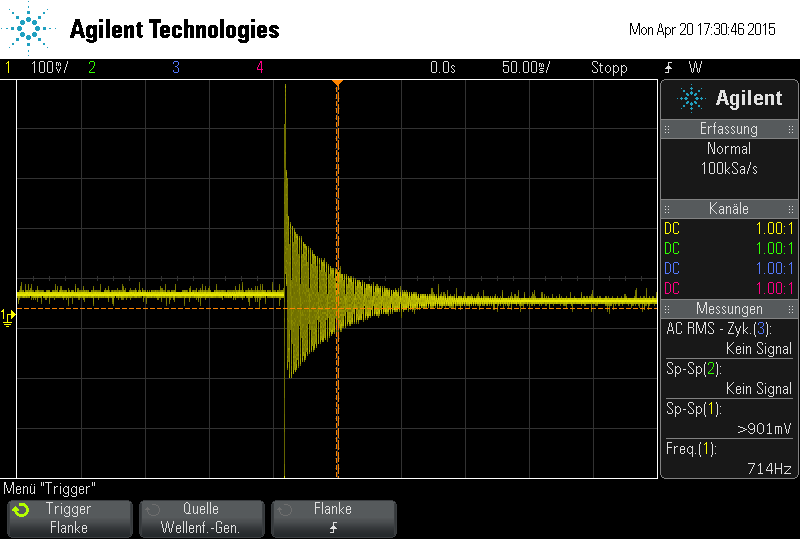 Agilent Technologies
Mon Apr 20 17:30:46 2015
1 100mV/ 2 3 4 0.0s 50.00ms/ Stopp W
Agilent
Erfassung
Normal
100kSa/s
Kanäle
DC 1.00:1
DC 1.00:1
DC 1.00:1
DC 1.00:1
Messungen
AC RMS - Zyk.(3):
Kein Signal
Sp-Sp(2):
Kein Signal
Sp-Sp(1):
>901mV
Freq.(1):
714Hz
1
Menü "Trigger"
Trigger
Flanke
Quelle
Wellenf.-Gen.
Flanke